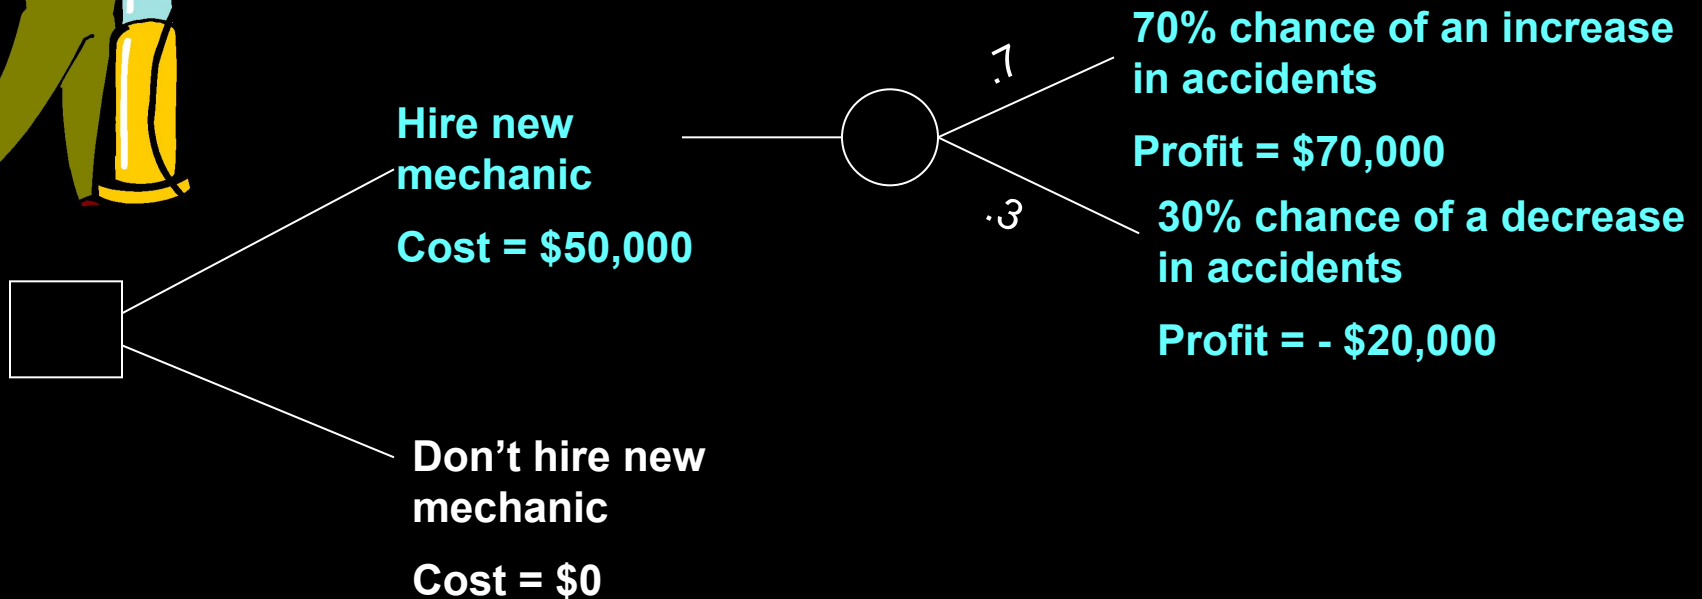 70% chance of an increase
in accidents
.7
Hire new
mechanic
Profit = $70,000
.3
30% chance of a decrease
in accidents
Cost = $50,000
Profit = - $20,000
Don’t hire new
mechanic
Cost = $0